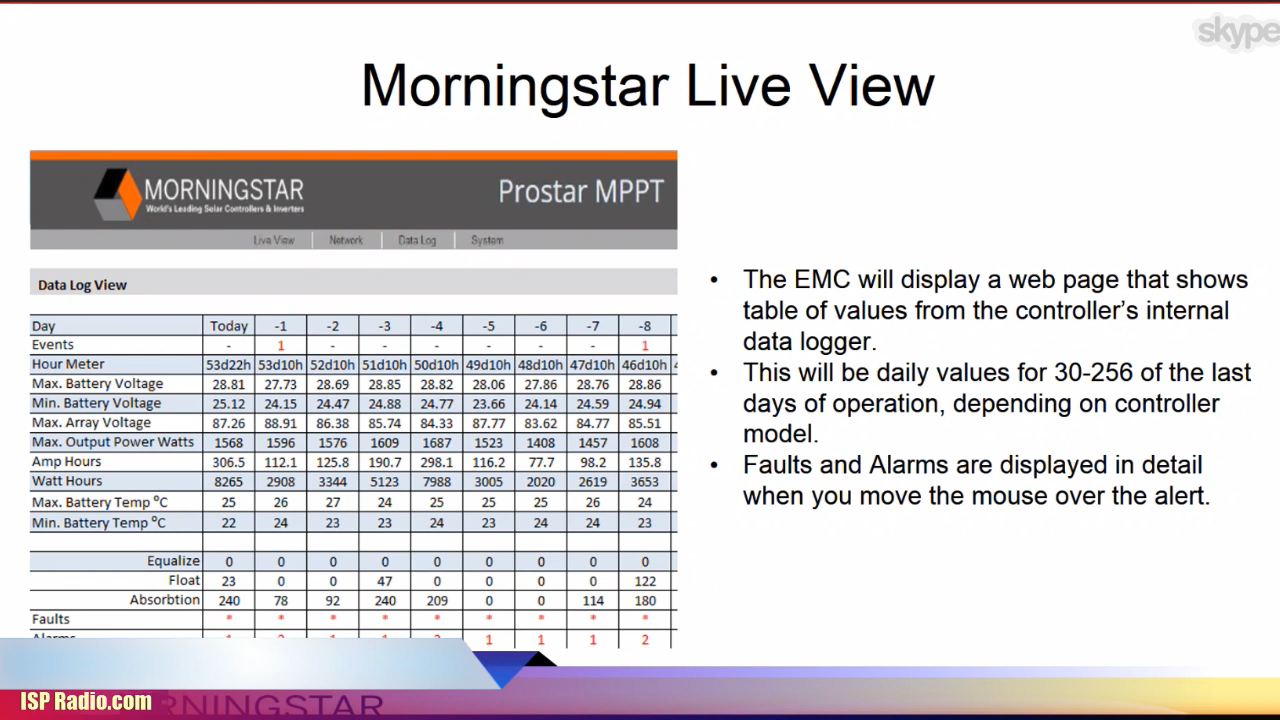 skype
Morningstar Live View
MORNINGSTAR
World's Leading Solar Controllers & Inverters
Prostar MPPT
Live View | Network | Data Log | System
Data Log View
Day Today -1 -2 -3 -4 -5 -6 -7 -8
Events - 1 - - - - - - 1
Hour Meter 53d22h 53d10h 52d10h 51d10h 50d10h 49d10h 48d10h 47d10h 46d10h
Max. Battery Voltage 28.81 27.73 28.69 28.85 28.82 28.06 27.86 28.76 28.86
Min. Battery Voltage 25.12 24.15 24.47 24.88 24.77 23.66 24.14 24.59 24.94
Max. Array Voltage 87.26 88.91 86.38 85.74 84.33 87.77 83.62 84.77 85.51
Max. Output Power Watts 1568 1596 1576 1609 1687 1523 1408 1457 1608
Amp Hours 306.5 112.1 125.8 190.7 298.1 116.2 77.7 98.2 135.8
Watt Hours 8265 2908 3344 5123 7988 3005 2020 2619 3653
Max. Battery Temp ºC 25 26 27 24 25 25 25 26 24
Min. Battery Temp ºC 22 24 23 23 24 23 24 24 23
Equalize 0 0 0 0 0 0 0 0 0
Float 23 0 0 47 0 0 0 0 122
Absorbtion 240 78 92 240 209 0 0 114 180
Faults * * * * * * * * *
Alarms 1 1 1 2
• The EMC will display a web page that shows
table of values from the controller's internal
data logger.
• This will be daily values for 30-256 of the last
days of operation, depending on controller
model.
• Faults and Alarms are displayed in detail
when you move the mouse over the alert.
ISP Radio.com
RNINGSTAR